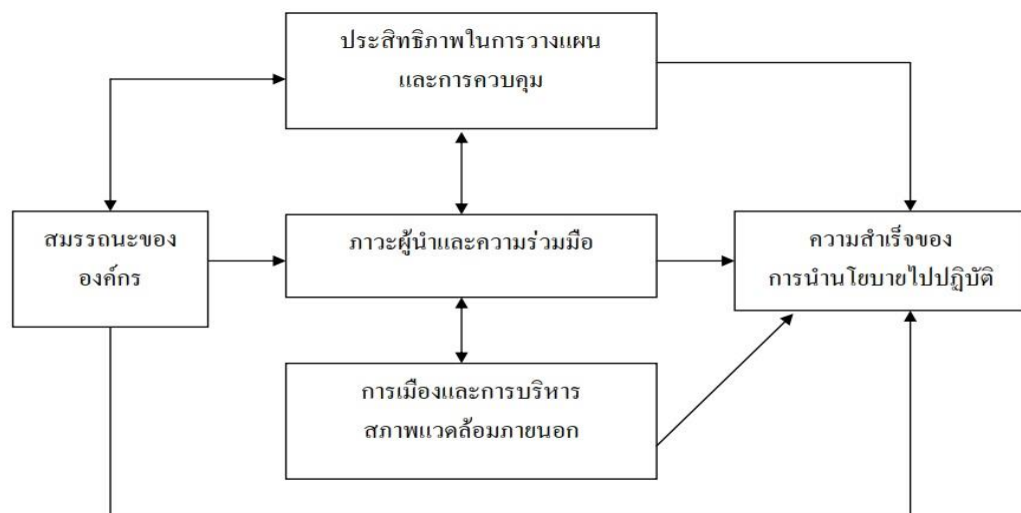 ประสิทธิภาพในการวางแผน
และการควบคุม
สมรรถนะของ
องค์กร
ภาวะผู้นำและความร่วมมือ
ความสำเร็จของ
การนำนโยบายไปปฏิบัติ
การเมืองและการบริหาร
สภาพแวดล้อมภายนอก